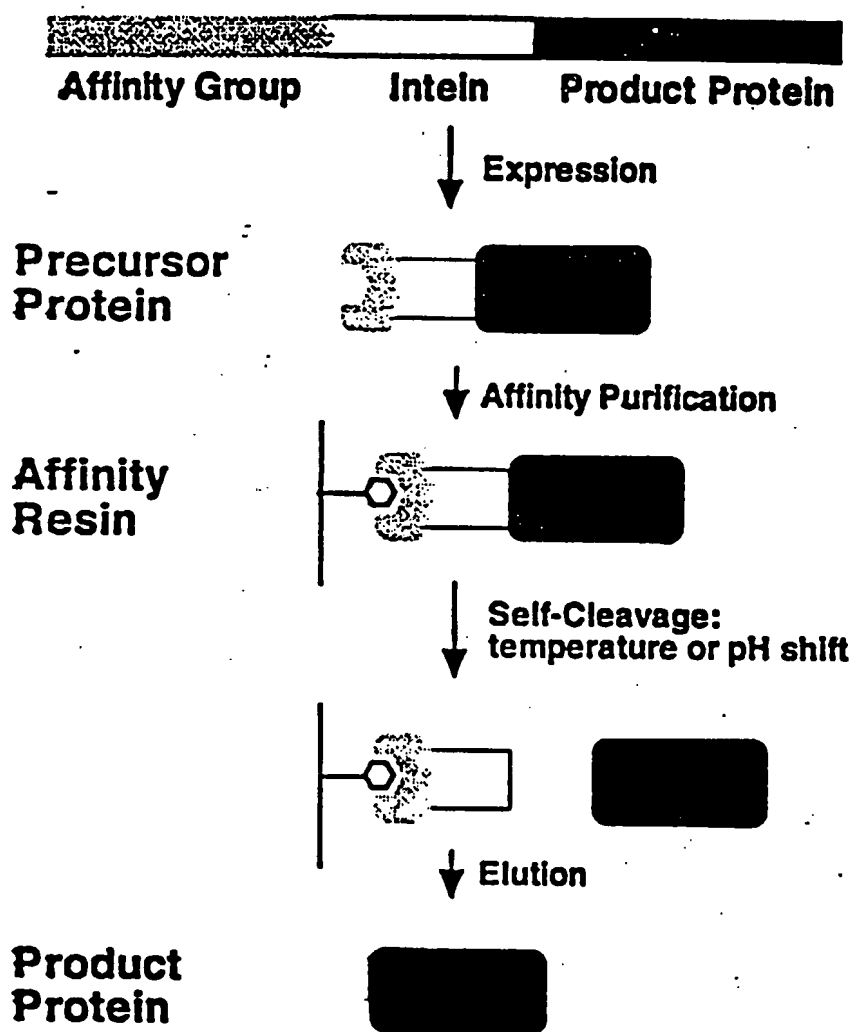 Affinity Group Intein Product Protein
Expression
Precursor
Protein
Affinity Purification
Affinity
Resin
Self-Cleavage:
temperature or pH shift
Elution
Product
Protein